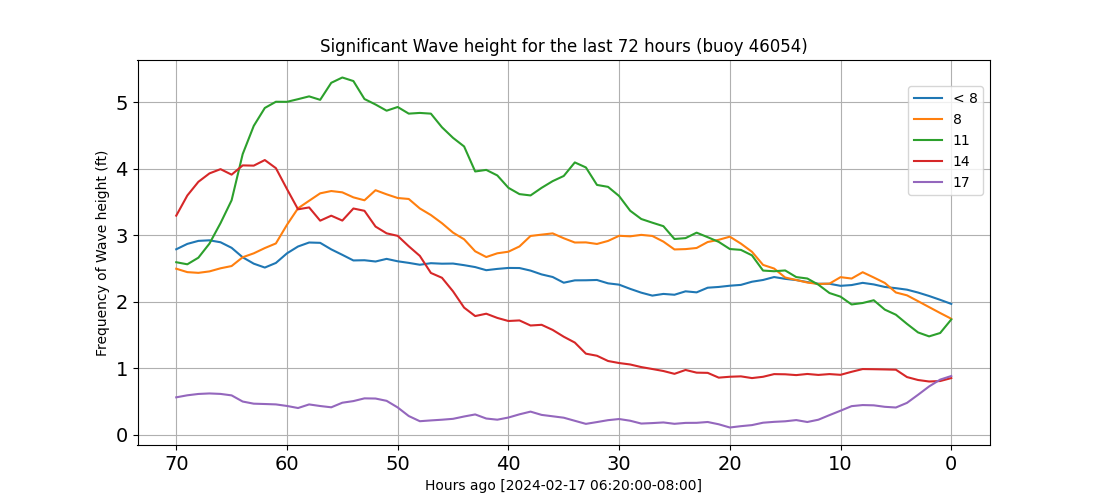 Significant Wave height for the last 72 hours (buoy 46054)
Frequency of Wave height (ft)
5
4
3
2
1
0
< 8
8
11
14
17
70 60 50 40 30 20 10 0
Hours ago [2024-02-17 06:20:00-08:00]